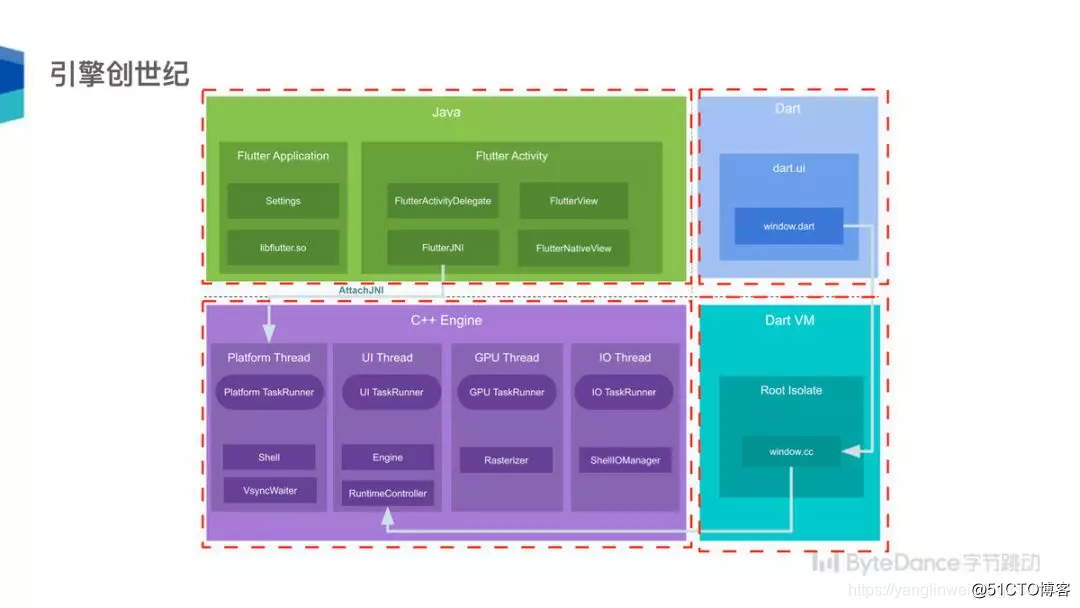 引擎创世纪
Java
Flutter Application
Settings
libflutter.so
Flutter Activity
FlutterActivityDelegate
FlutterView
FlutterJNI
FlutterNativeView
Dart
dart.ui
window.dart
AttachJNI
C++ Engine
Platform Thread
Platform TaskRunner
Shell
VsyncWaiter
UI Thread
UI TaskRunner
Engine
RuntimeController
GPU Thread
GPU TaskRunner
Rasterizer
IO Thread
IO TaskRunner
ShellIOManager
Dart VM
Root Isolate
window.cc
ByteDance字节跳动
https://yanglinwei
@51CTO博客